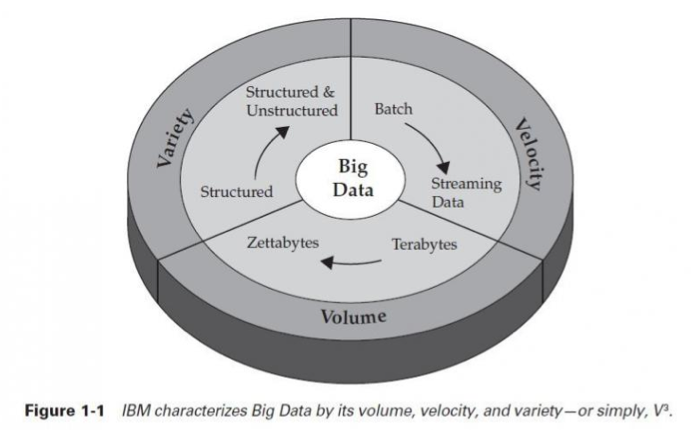 Structured &
Unstructured
Batch
Variety
Velocity
Big
Data
Structured
Streaming
Data
Zettabytes
Terabytes
Volume
Figure 1-1 IBM characterizes Big Data by its volume, velocity, and variety—or simply, V³.